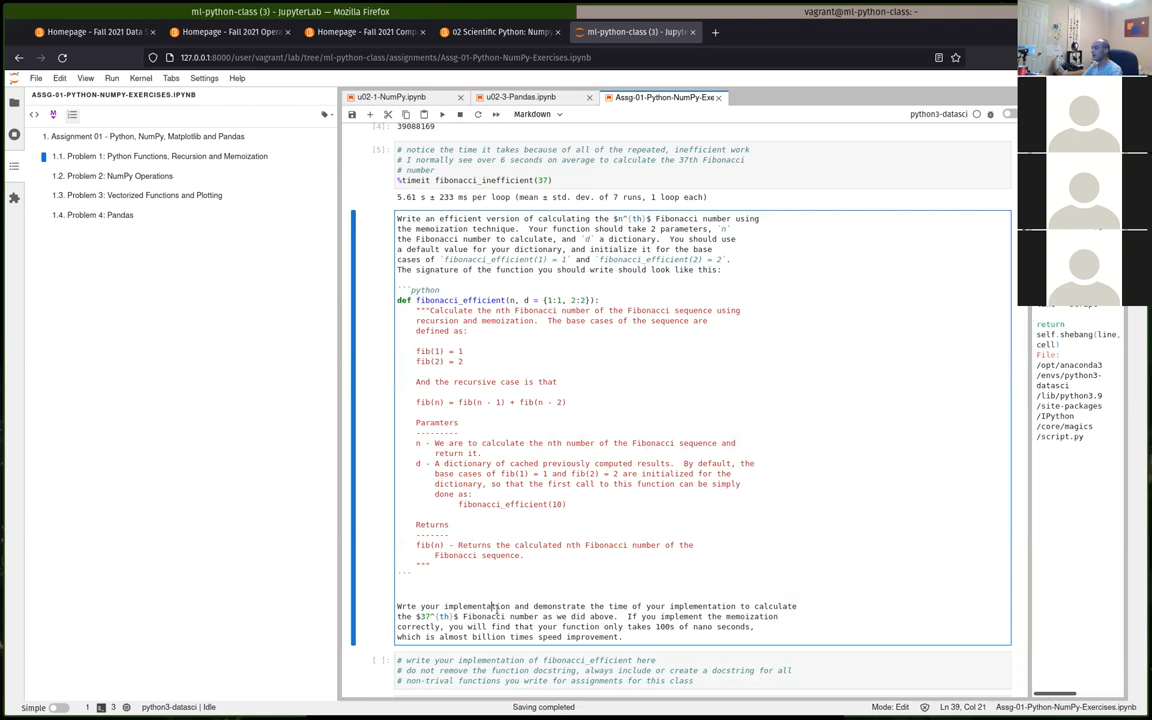 ml-python-class (3) - JupyterLab — Mozilla Firefox
vagrant@ml-python-class: ~
Homepage - Fall 2021 Data S
Homepage - Fall 2021 Opera
Homepage - Fall 2021 Comp
02 Scientific Python: Nump
ml-python-class (3) - Jupyte
127.0.0.1:8000/user/vagrant/lab/tree/ml-python-class/assignments/Assg-01-Python-NumPy-Exercises.ipynb
File Edit View Run Kernel Tabs Settings Help
ASSG-01-PYTHON-NUMPY-EXERCISES.IPYNB
1. Assignment 01 - Python, NumPy, Matplotlib and Pandas
1.1. Problem 1: Python Functions, Recursion and Memoization
1.2. Problem 2: NumPy Operations
1.3. Problem 3: Vectorized Functions and Plotting
1.4. Problem 4: Pandas
u02-1-NumPy.ipynb
u02-3-Pandas.ipynb
Assg-01-Python-NumPy-Exe
Markdown
python3-datasci
[4]: 39088169
[5]: # notice the time it takes because of all of the repeated, inefficient work
# I normally see over 6 seconds on average to calculate the 37th Fibonacci
# number
%timeit fibonacci_inefficient(37)
5.61 s ± 233 ms per loop (mean ± std. dev. of 7 runs, 1 loop each)
Write an efficient version of calculating the $n^{th}$ Fibonacci number using
the memoization technique.  Your function should take 2 parameters, `n`
the Fibonacci number to calculate, and `d` a dictionary.  You should use
a default value for your dictionary, and initialize it for the base
cases of `fibonacci_efficient(1) = 1` and `fibonacci_efficient(2) = 2`.
The signature of the function you should write should look like this:
```python
def fibonacci_efficient(n, d = {1:1, 2:2}):
"""Calculate the nth Fibonacci number of the Fibonacci sequence using
recursion and memoization.  The base cases of the sequence are
defined as:
fib(1) = 1
fib(2) = 2
And the recursive case is that
fib(n) = fib(n - 1) + fib(n - 2)
Paramters
---------
n - We are to calculate the nth number of the Fibonacci sequence and
return it.
d - A dictionary of cached previously computed results.  By default, the
base cases of fib(1) = 1 and fib(2) = 2 are initialized for the
dictionary, so that the first call to this function can be simply
done as:
fibonacci_efficient(10)
Returns
-------
fib(n) - Returns the calculated nth Fibonacci number of the
Fibonacci sequence.
"""
```
Wrte your implementation and demonstrate the time of your implementation to calculate
the $37^{th}$ Fibonacci number as we did above.  If you implement the memoization
correctly, you will find that your function only takes 100s of nano seconds,
which is almost billion times speed improvement.
[ ]: # write your implementation of fibonacci_efficient here
# do not remove the function docstring, always include or create a docstring for all
# non-trival functions you write for assignments for this class
return
self.shebang(line,
cell)
File:
/opt/anaconda3
/envs/python3-
datasci
/lib/python3.9
/site-packages
/IPython
/core/magics
/script.py
Simple 1 3 python3-datasci | Idle
Saving completed
Mode: Edit Ln 39, Col 21 Assg-01-Python-NumPy-Exercises.ipynb